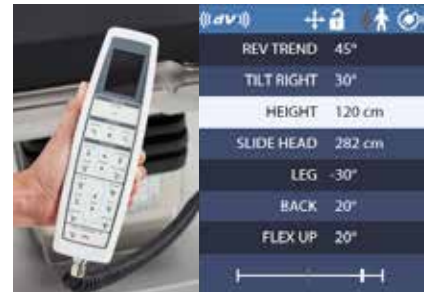 dV
REV TREND 45°
TILT RIGHT 30°
HEIGHT 120 cm
SLIDE HEAD 282 cm
LEG -30°
BACK 20°
FLEX UP 20°